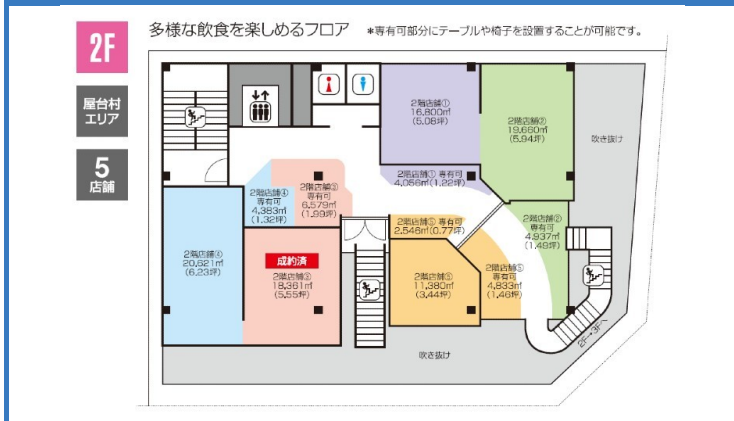 2F
多様な飲食を楽しめるフロア *専有可部分にテーブルや椅子を設置することが可能です。
屋台村
エリア
5
店舗
2階店舗①
16.800㎡
(5.08坪)
2階店舗②
19.660㎡
(5.94坪)
吹き抜け
2階店舗① 専有可
4.056㎡(1.22坪)
2階店舗④
専有可
4.383㎡
(1.32坪)
2階店舗③
専有可
6.579㎡
(1.99坪)
2階店舗⑤ 専有可
2.546㎡(0.77坪)
2階店舗②
専有可
4.937㎡
(1.49坪)
2階店舗④
20.621㎡
(6.23坪)
成約済
2階店舗③
18.361㎡
(5.55坪)
2階店舗⑤
11.380㎡
(3.44坪)
2階店舗⑤
専有可
4.833㎡
(1.46坪)
2F→3Fへ
吹き抜け